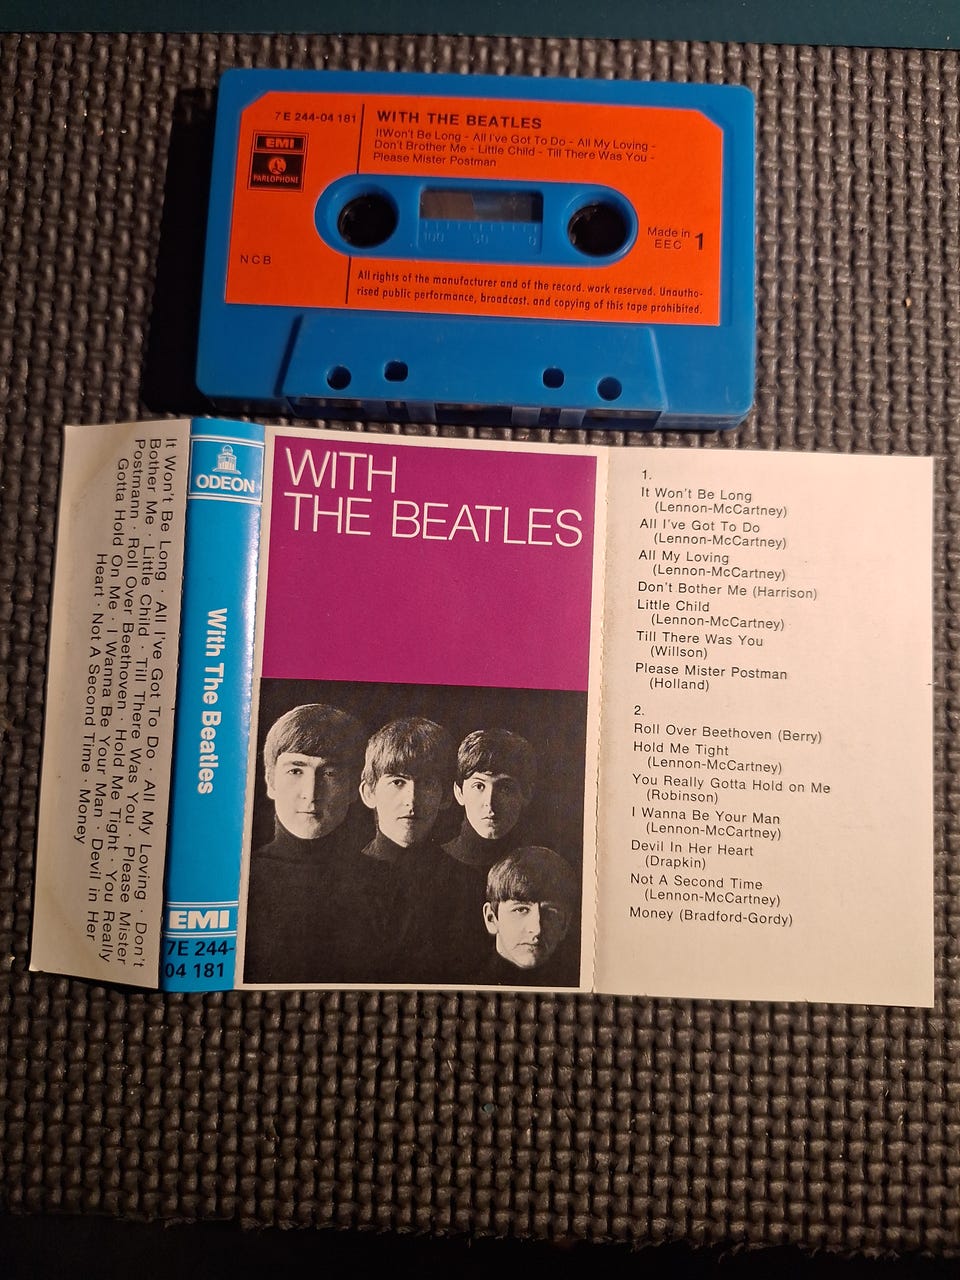 7E 244-04 181
EMI
PARLOPHONE
NCB
WITH THE BEATLES
ItWon't Be Long - All I've Got To Do - All My Loving -
Don't Brother Me - Little Child - Till There Was You -
Please Mister Postman
100 50 0
Made in
EEC
1
All rights of the manufacturer and of the record. work reserved. Unautho-
rised public performance, broadcast. and copying of this tape prohibited.
It Won't Be Long · All I've Got To Do · All My Loving · Don't
Bother Me · Little Child · Till There Was You · Please Mister
Postmann · Roll Over Beethoven · Hold Me Tight · You Really
Gotta Hold On Me · I Wanna Be Your Man · Devil in Her
Heart · Not A Second Time · Money
ODEON
With The Beatles
EMI
7E 244-
04 181
WITH
THE BEATLES
1.
It Won't Be Long
(Lennon-McCartney)
All I've Got To Do
(Lennon-McCartney)
All My Loving
(Lennon-McCartney)
Don't Bother Me (Harrison)
Little Child
(Lennon-McCartney)
Till There Was You
(Willson)
Please Mister Postman
(Holland)
2.
Roll Over Beethoven (Berry)
Hold Me Tight
(Lennon-McCartney)
You Really Gotta Hold on Me
(Robinson)
I Wanna Be Your Man
(Lennon-McCartney)
Devil In Her Heart
(Drapkin)
Not A Second Time
(Lennon-McCartney)
Money (Bradford-Gordy)